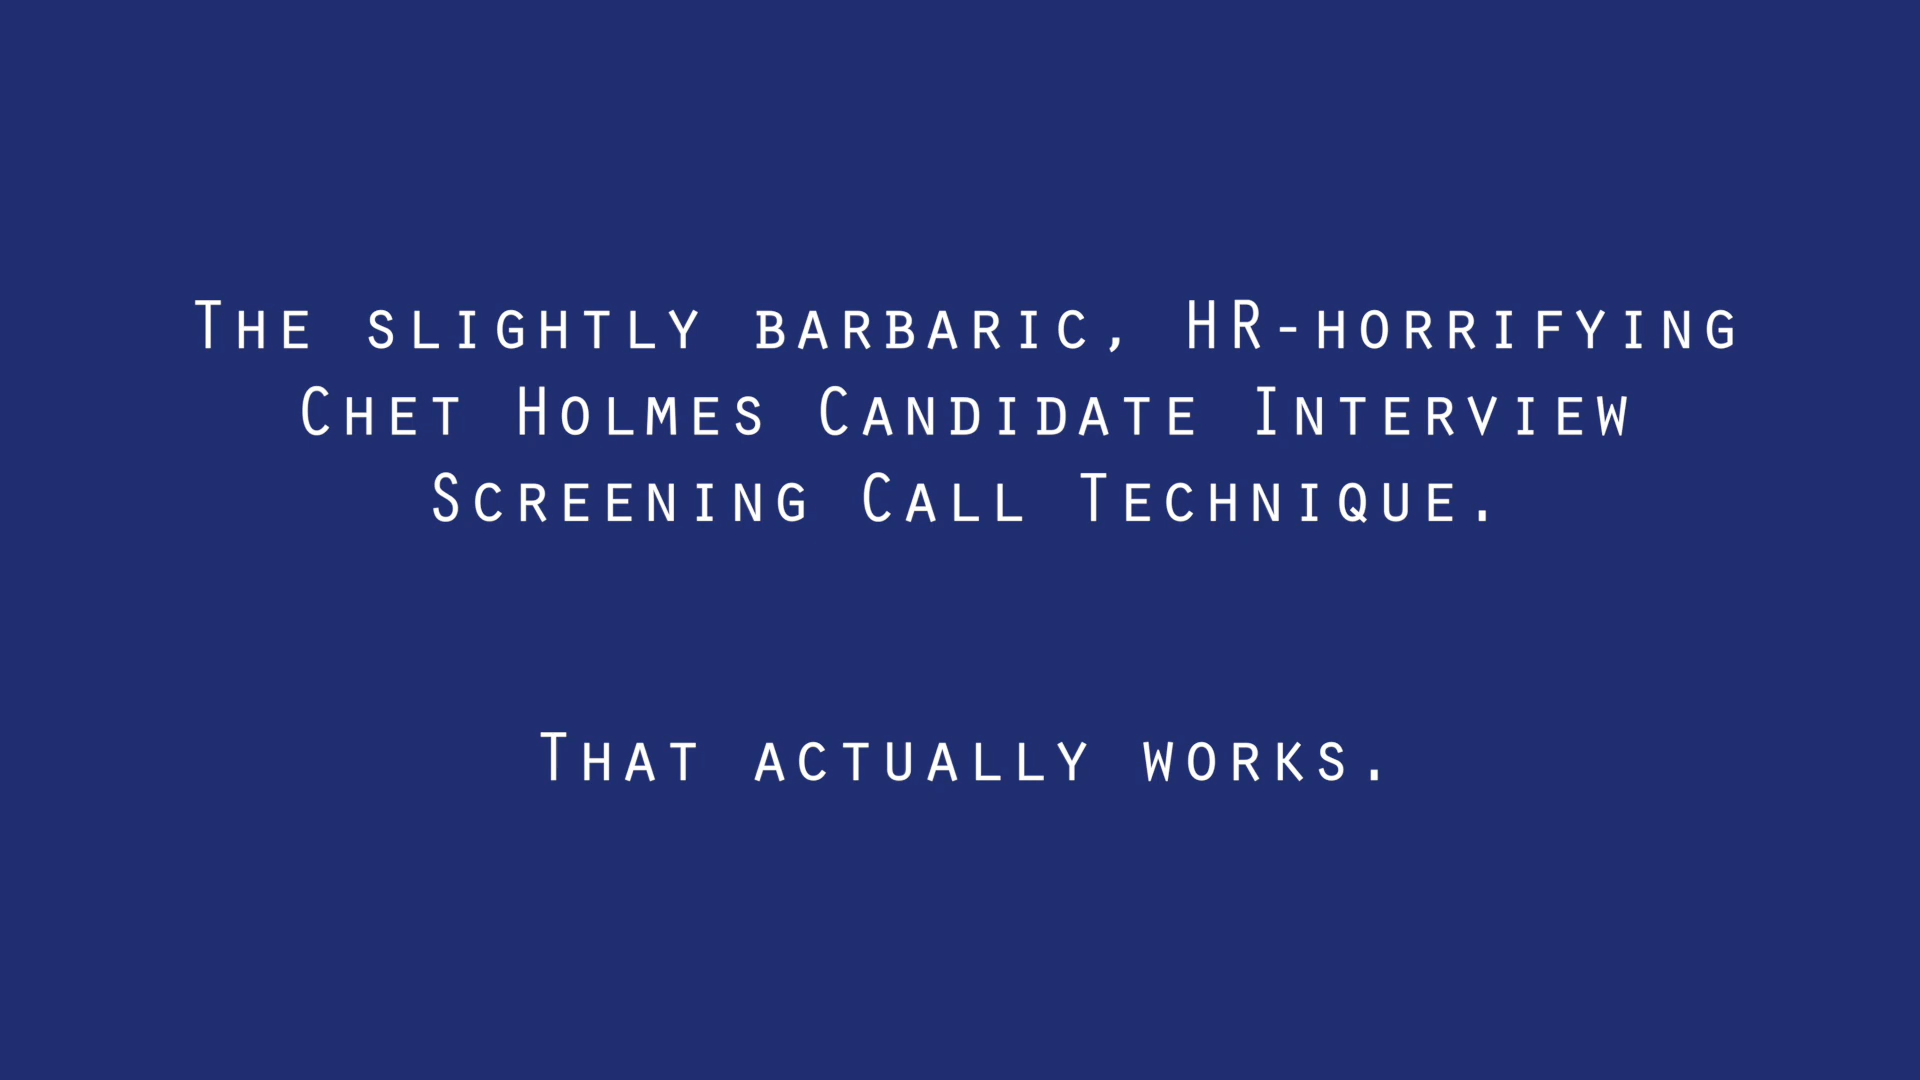 The slightly barbaric, HR-horrifying
Chet Holmes Candidate Interview
Screening Call Technique.
That actually works.